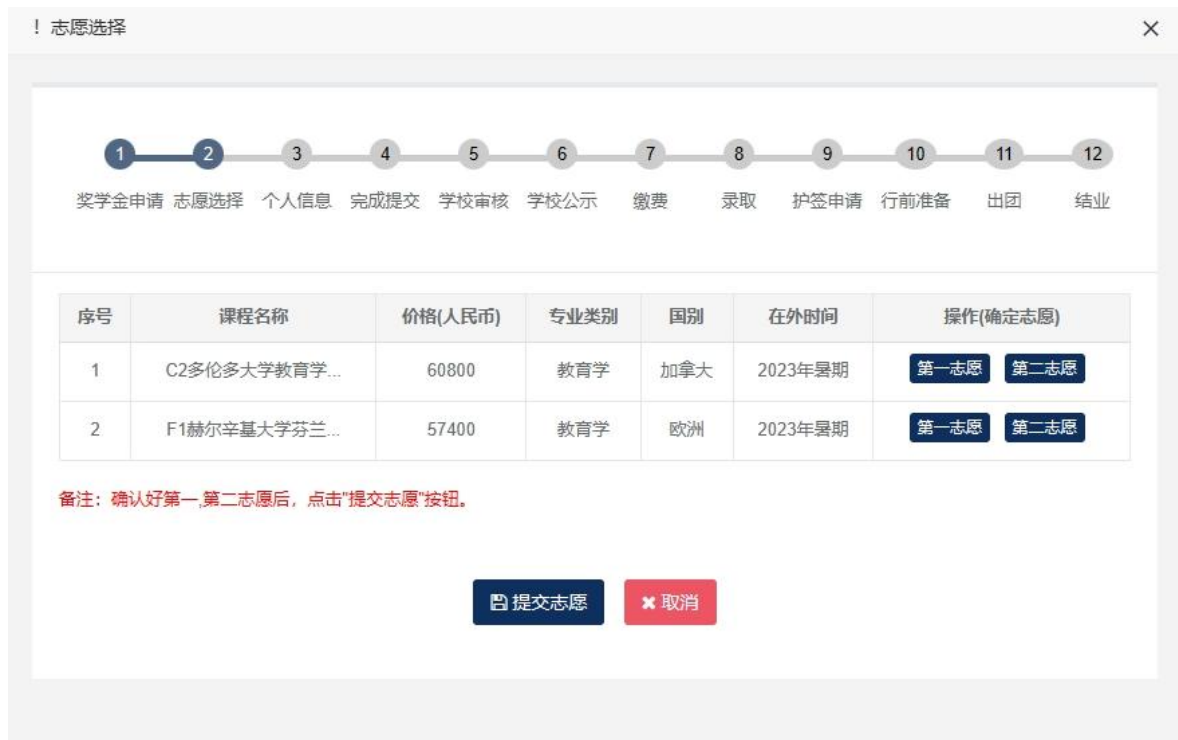 ! 志愿选择
1 2 3 4 5 6 7 8 9 10 11 12
奖学金申请 志愿选择 个人信息 完成提交 学校审核 学校公示 缴费 录取 护签申请 行前准备 出团 结业
序号 课程名称 价格(人民币) 专业类别 国别 在外时间 操作(确定志愿)
1 C2多伦多大学教育学... 60800 教育学 加拿大 2023年暑期 第一志愿 第二志愿
2 F1赫尔辛基大学芬兰... 57400 教育学 欧洲 2023年暑期 第一志愿 第二志愿
备注：确认好第一,第二志愿后，点击"提交志愿"按钮。
提交志愿 取消